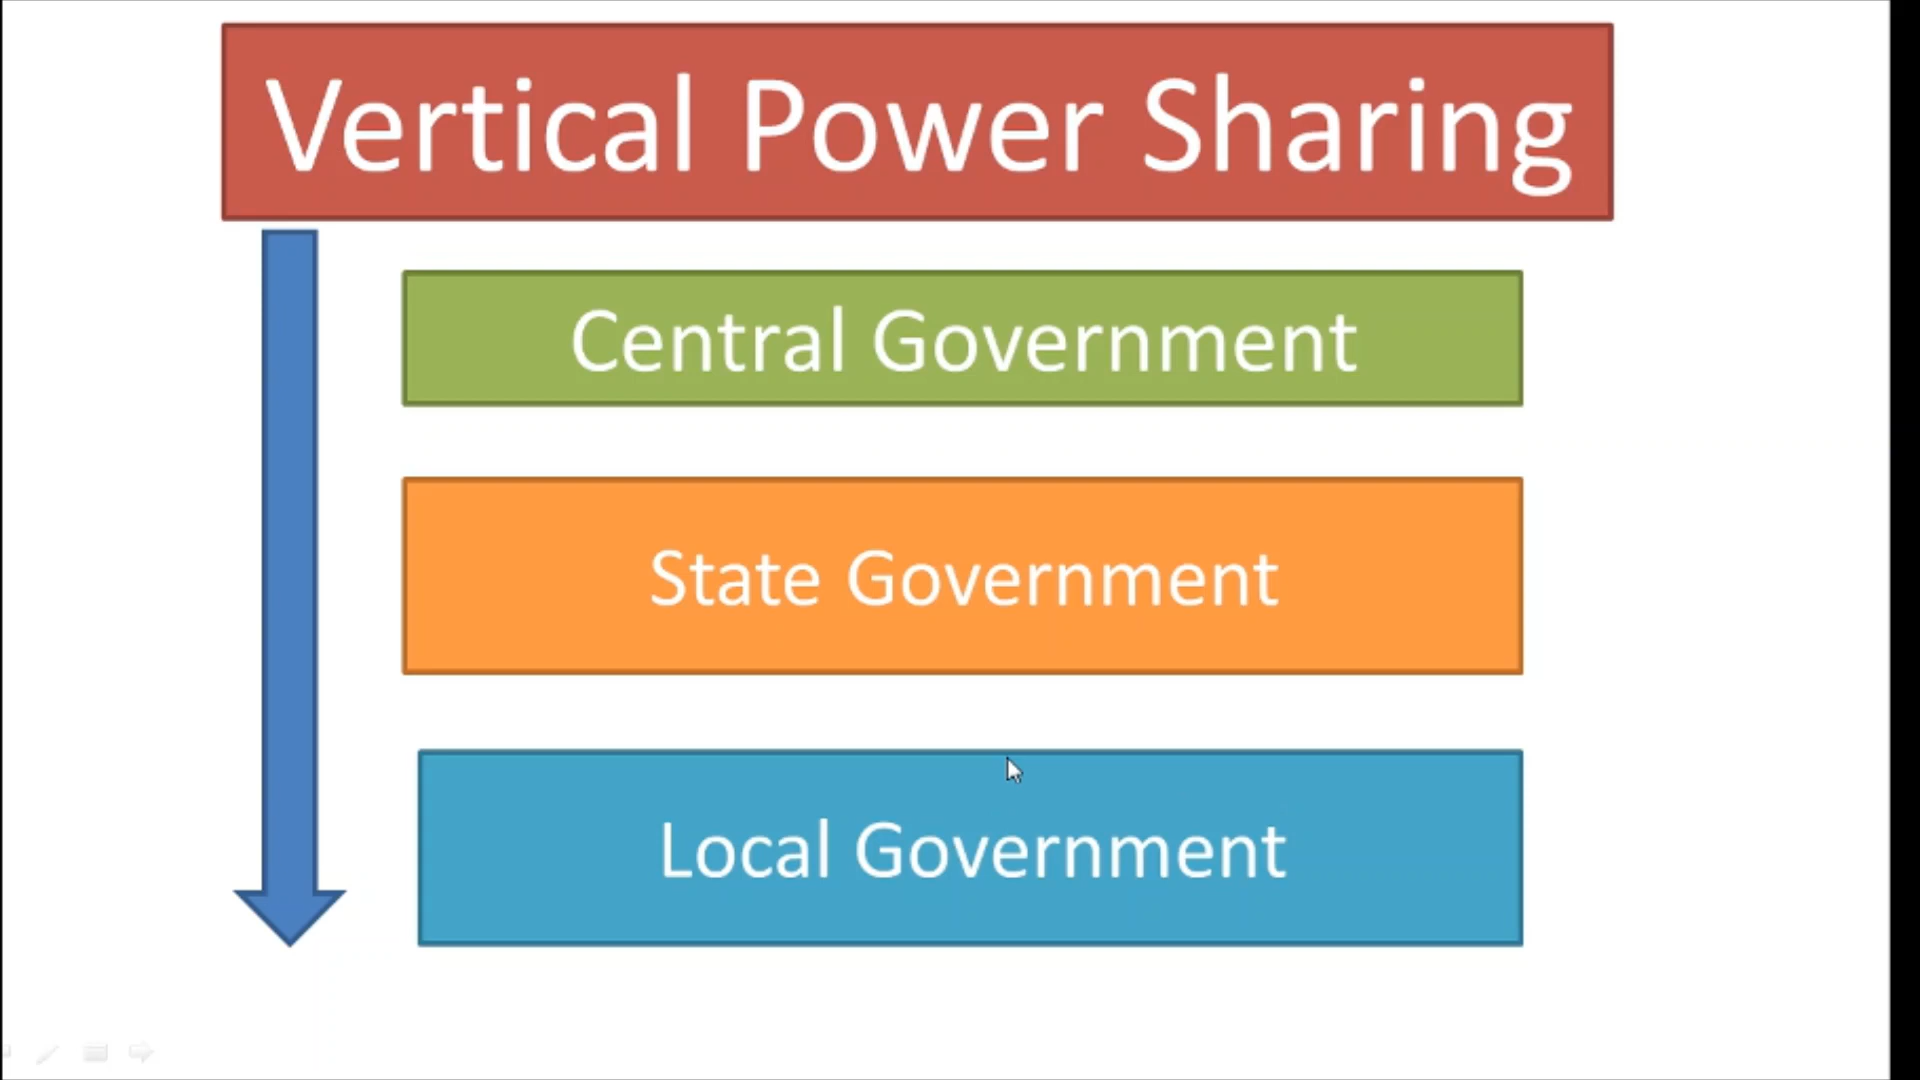 Vertical Power Sharing
Central Government
State Government
Local Government